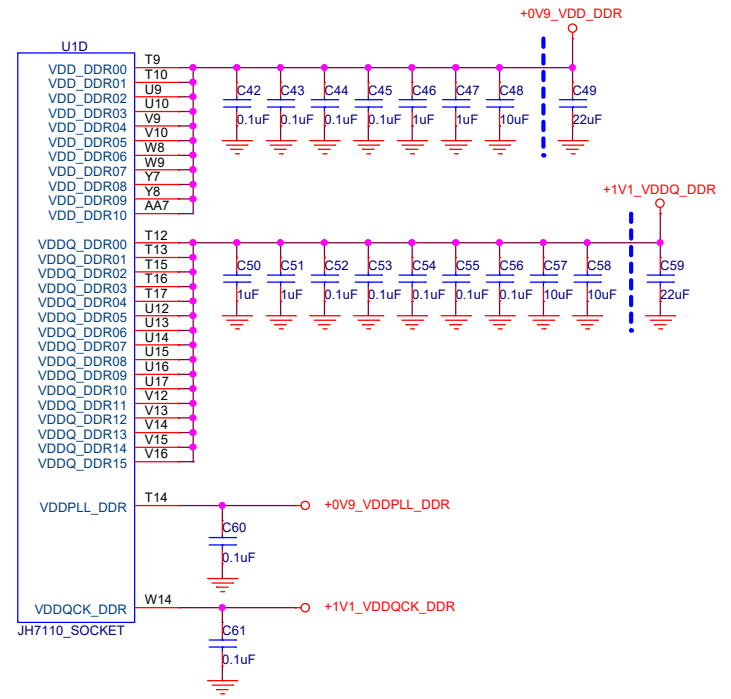 +0V9_VDD_DDR
U1D
VDD_DDR00 T9
VDD_DDR01 T10
VDD_DDR02 U9
VDD_DDR03 U10
VDD_DDR04 V9
VDD_DDR05 V10
VDD_DDR06 W8
VDD_DDR07 W9
VDD_DDR08 Y7
VDD_DDR09 Y8
VDD_DDR10 AA7
C42 C43 C44 C45 C46 C47 C48 C49
0.1uF 0.1uF 0.1uF 0.1uF 1uF 1uF 10uF 22uF
+1V1_VDDQ_DDR
VDDQ_DDR00 T12
VDDQ_DDR01 T13
VDDQ_DDR02 T15
VDDQ_DDR03 T16
VDDQ_DDR04 T17
VDDQ_DDR05 U12
VDDQ_DDR06 U13
VDDQ_DDR07 U14
VDDQ_DDR08 U15
VDDQ_DDR09 U16
VDDQ_DDR10 U17
VDDQ_DDR11 V12
VDDQ_DDR12 V13
VDDQ_DDR13 V14
VDDQ_DDR14 V15
VDDQ_DDR15 V16
C50 C51 C52 C53 C54 C55 C56 C57 C58 C59
1uF 1uF 0.1uF 0.1uF 0.1uF 0.1uF 0.1uF 10uF 10uF 22uF
VDDPLL_DDR T14 +0V9_VDDPLL_DDR
C60
0.1uF
VDDQCK_DDR W14 +1V1_VDDQCK_DDR
JH7110_SOCKET
C61
0.1uF